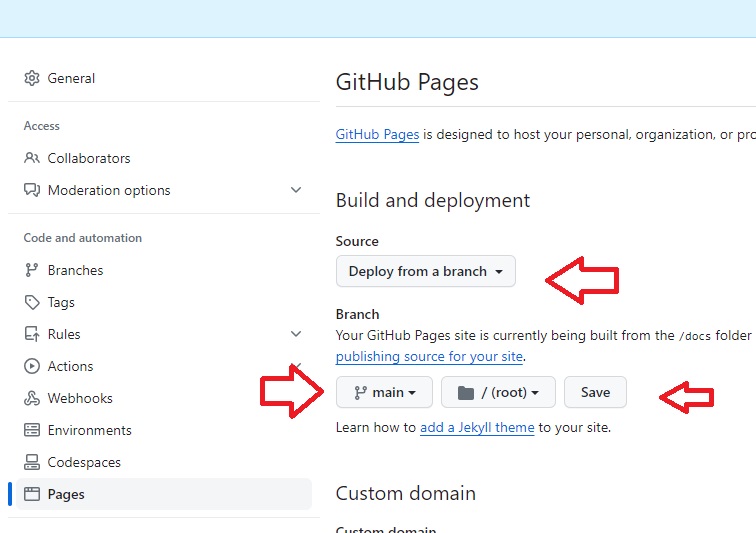 General
Access
Collaborators
Moderation options
Code and automation
Branches
Tags
Rules
Actions
Webhooks
Environments
Codespaces
Pages
GitHub Pages
GitHub Pages is designed to host your personal, organization, or
Build and deployment
Source
Deploy from a branch
Branch
Your GitHub Pages site is currently being built from the /docs folder
publishing source for your site.
main
/ (root)
Save
Learn how to add a Jekyll theme to your site.
Custom domain
Custom domain